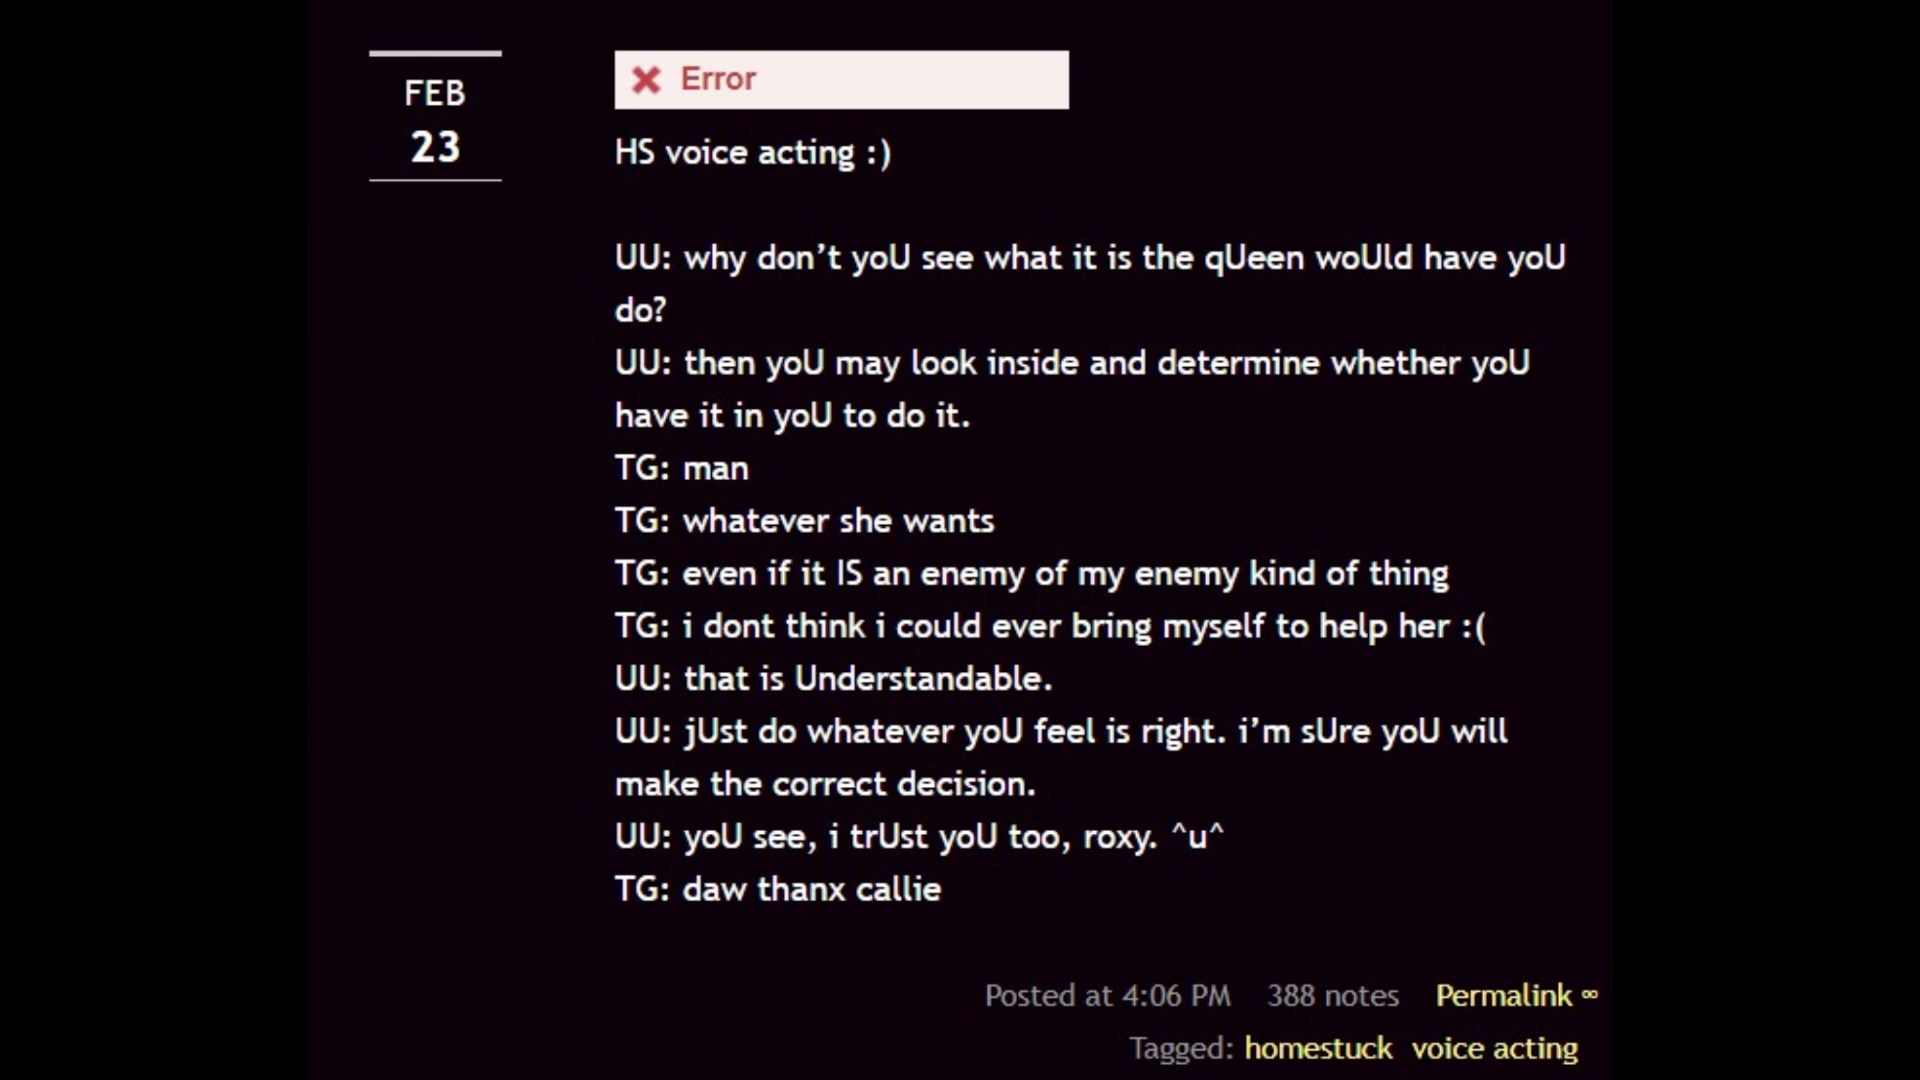 FEB
23
Error
HS voice acting :)
UU: why don’t yoU see what it is the qUeen woUld have yoU
do?
UU: then yoU may look inside and determine whether yoU
have it in yoU to do it.
TG: man
TG: whatever she wants
TG: even if it IS an enemy of my enemy kind of thing
TG: i dont think i could ever bring myself to help her :(
UU: that is Understandable.
UU: jUst do whatever yoU feel is right. i’m sUre yoU will
make the correct decision.
UU: yoU see, i trUst yoU too, roxy. ^u^
TG: daw thanx callie
Posted at 4:06 PM 388 notes Permalink ∞
Tagged: homestuck voice acting